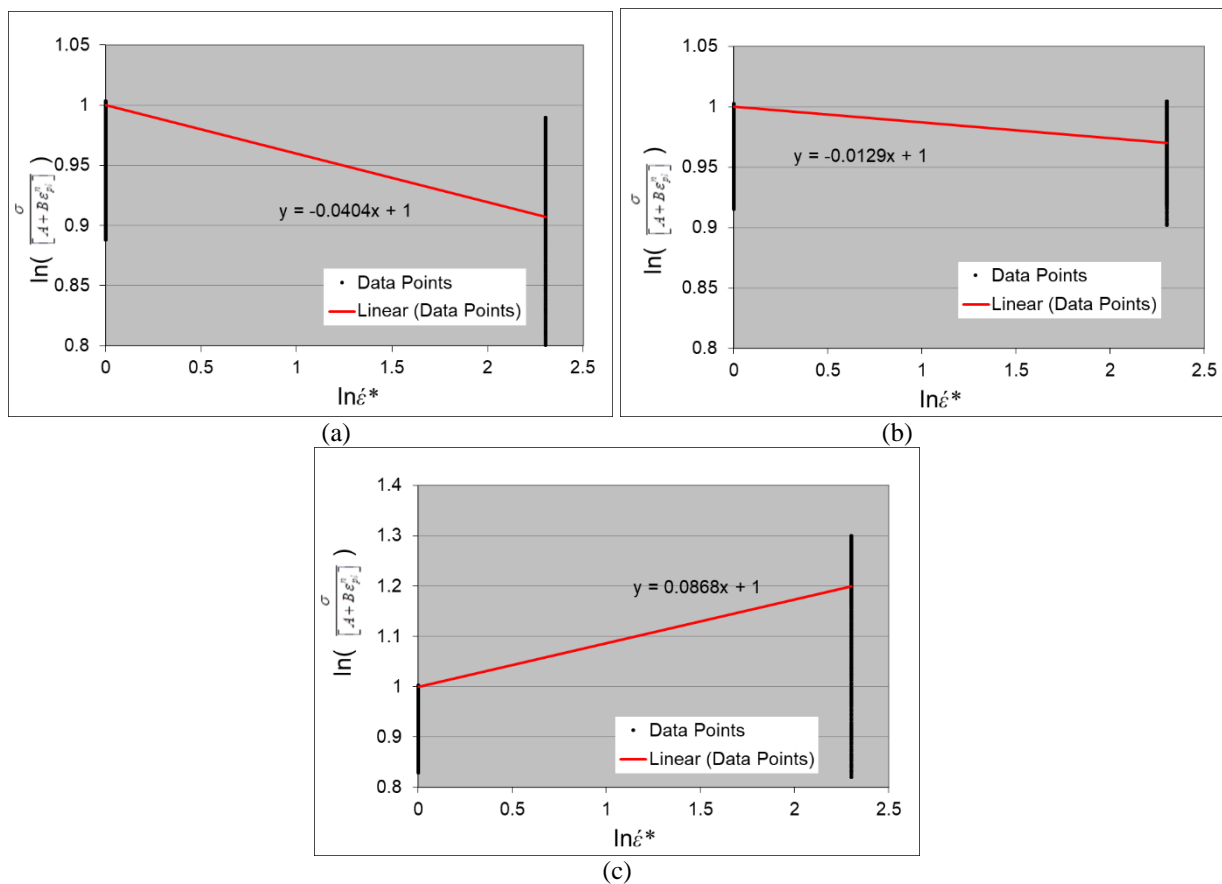 1.05
1
0.95
0.9
0.85
0.8
ln( σ / [A + B ε_pl^n] )
y = -0.0404x + 1
Data Points
Linear (Data Points)
0 0.5 1 1.5 2 2.5
lnέ*
(a)
1.05
1
0.95
0.9
0.85
0.8
ln( σ / [A + B ε_pl^n] )
y = -0.0129x + 1
Data Points
Linear (Data Points)
0 0.5 1 1.5 2 2.5
lnέ*
(b)
1.4
1.3
1.2
1.1
1
0.9
0.8
ln( σ / [A + B ε_pl^n] )
y = 0.0868x + 1
Data Points
Linear (Data Points)
0 0.5 1 1.5 2 2.5
lnέ*
(c)